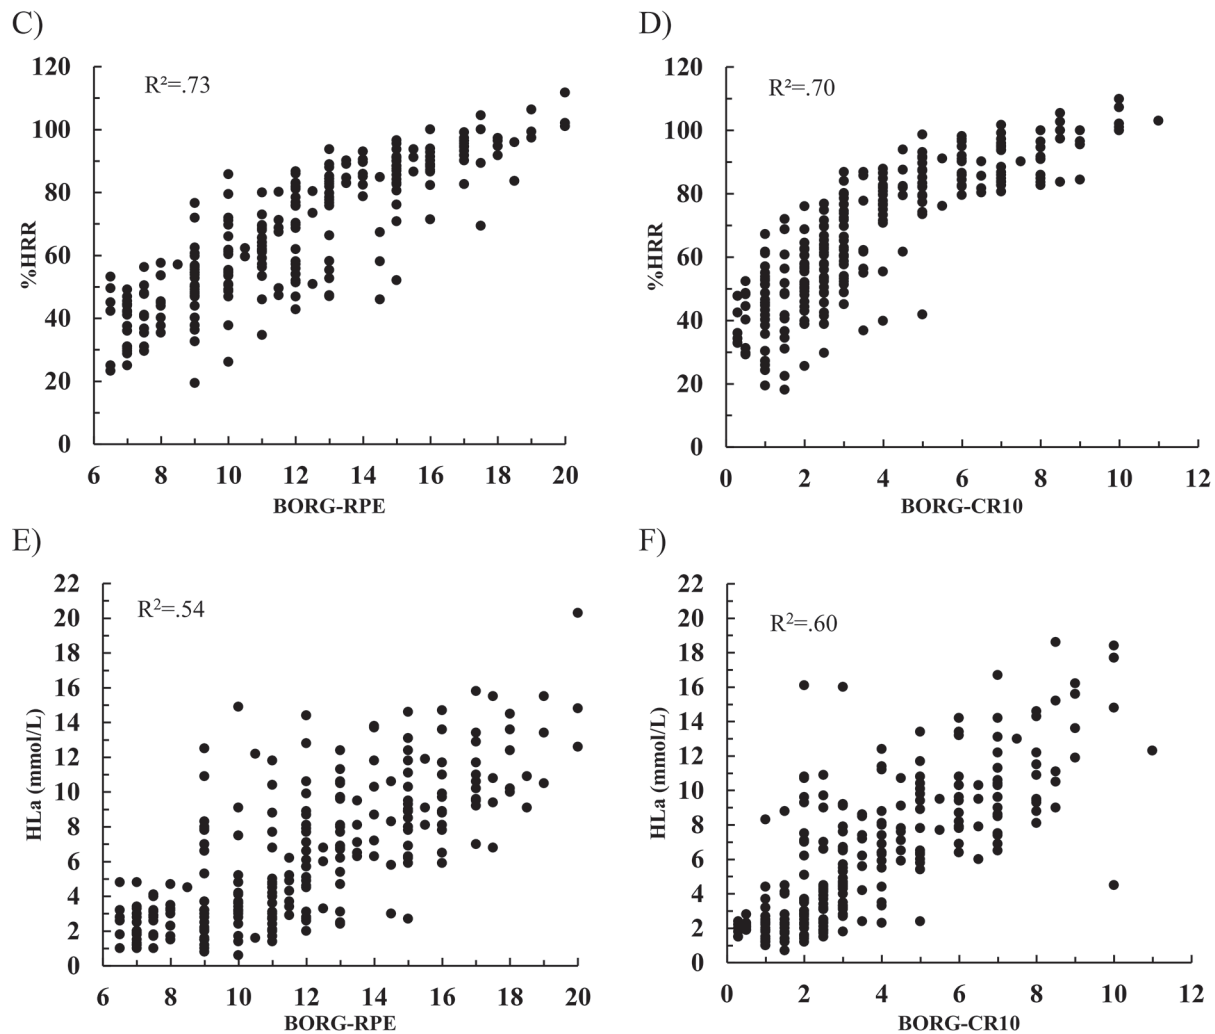 C)
R²=.73
120
100
80
60
40
20
0
%HRR
6 8 10 12 14 16 18 20
BORG-RPE
D)
R²=.70
120
100
80
60
40
20
0
%HRR
0 2 4 6 8 10 12
BORG-CR10
E)
R²=.54
22
20
18
16
14
12
10
8
6
4
2
0
HLa (mmol/L)
6 8 10 12 14 16 18 20
BORG-RPE
F)
R²=.60
22
20
18
16
14
12
10
8
6
4
2
0
HLa (mmol/L)
0 2 4 6 8 10 12
BORG-CR10